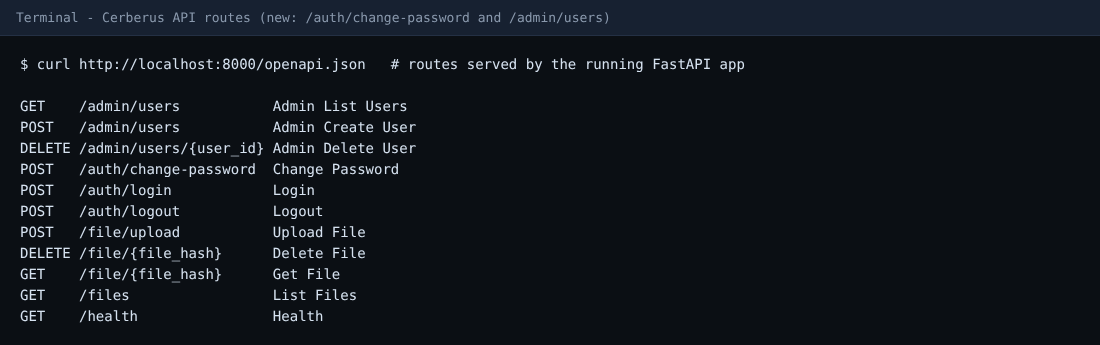 Terminal - Cerberus API routes (new: /auth/change-password and /admin/users)
$ curl http://localhost:8000/openapi.json   # routes served by the running FastAPI app
GET    /admin/users           Admin List Users
POST   /admin/users           Admin Create User
DELETE /admin/users/{user_id} Admin Delete User
POST   /auth/change-password  Change Password
POST   /auth/login            Login
POST   /auth/logout           Logout
POST   /file/upload           Upload File
DELETE /file/{file_hash}      Delete File
GET    /file/{file_hash}      Get File
GET    /files                 List Files
GET    /health                Health